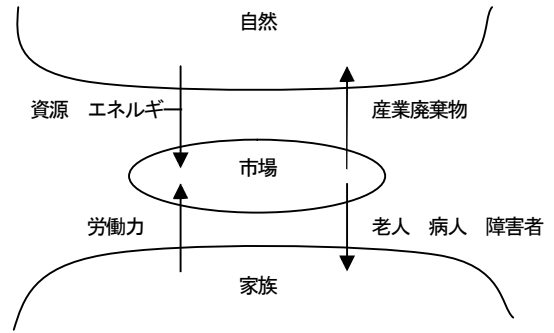 自然
資源 エネルギー
産業廃棄物
市場
労働力
老人 病人 障害者
家族